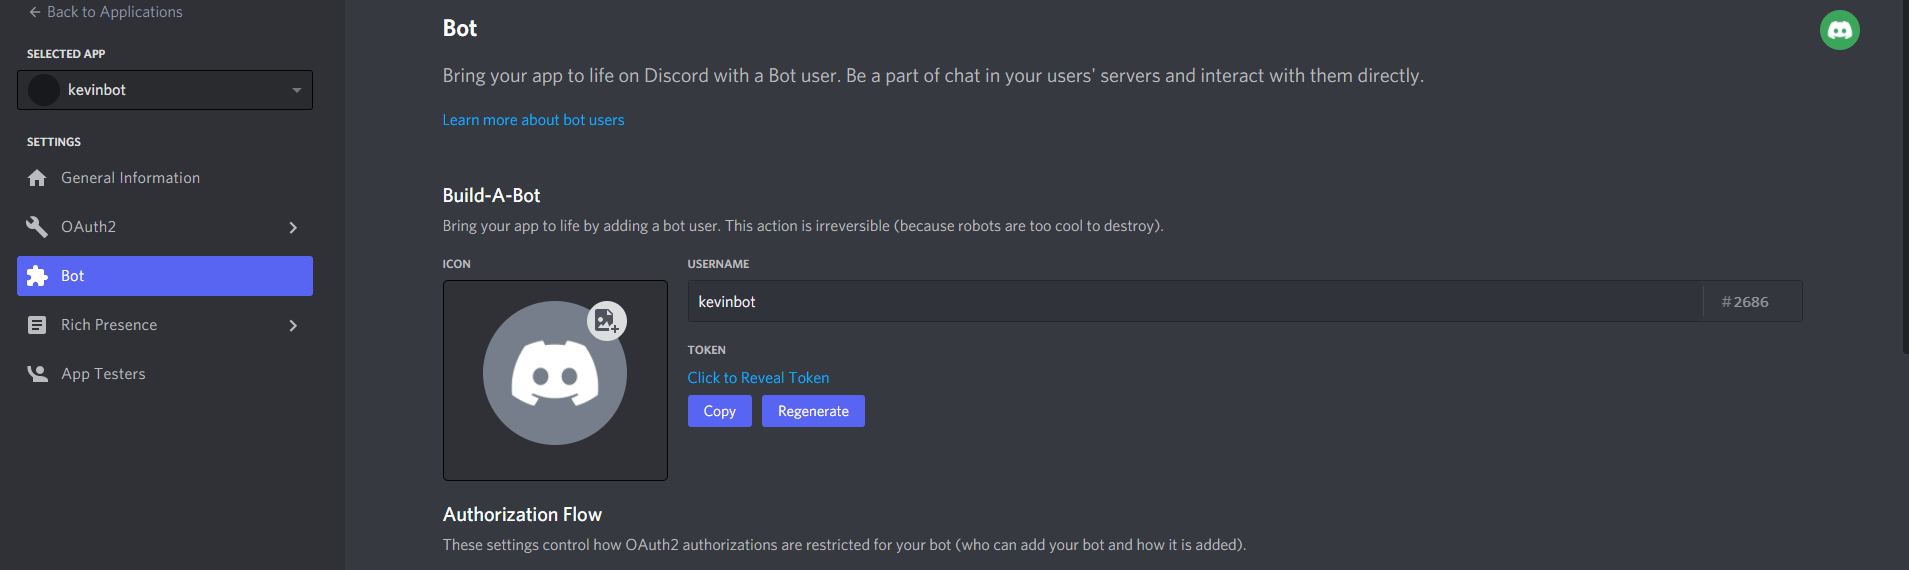 Back to Applications
SELECTED APP
kevinbot
SETTINGS
General Information
OAuth2
Bot
Rich Presence
App Testers
Bot
Bring your app to life on Discord with a Bot user. Be a part of chat in your users' servers and interact with them directly.
Learn more about bot users
Build-A-Bot
Bring your app to life by adding a bot user. This action is irreversible (because robots are too cool to destroy).
ICON
USERNAME
kevinbot #2686
TOKEN
Click to Reveal Token
Copy Regenerate
Authorization Flow
These settings control how OAuth2 authorizations are restricted for your bot (who can add your bot and how it is added).